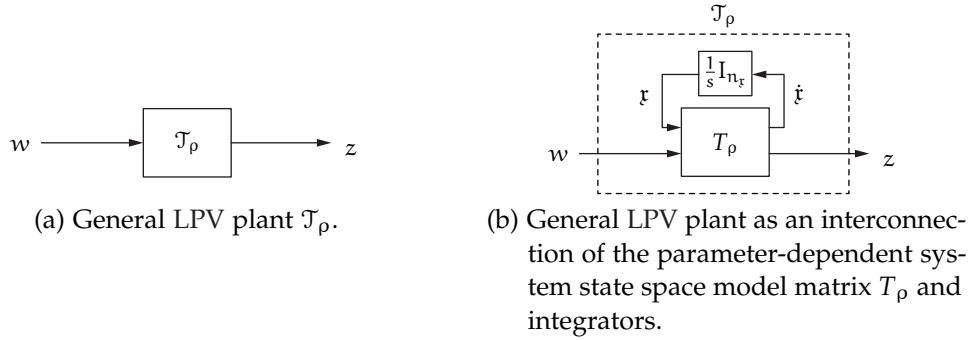 𝒯ρ
1/s I_{n_𝔵}
𝔵
𝔵̇
w
𝒯ρ
z
w
Tρ
z
(a) General LPV plant 𝒯ρ.
(b) General LPV plant as an interconnec-
tion of the parameter-dependent sys-
tem state space model matrix Tρ and
integrators.